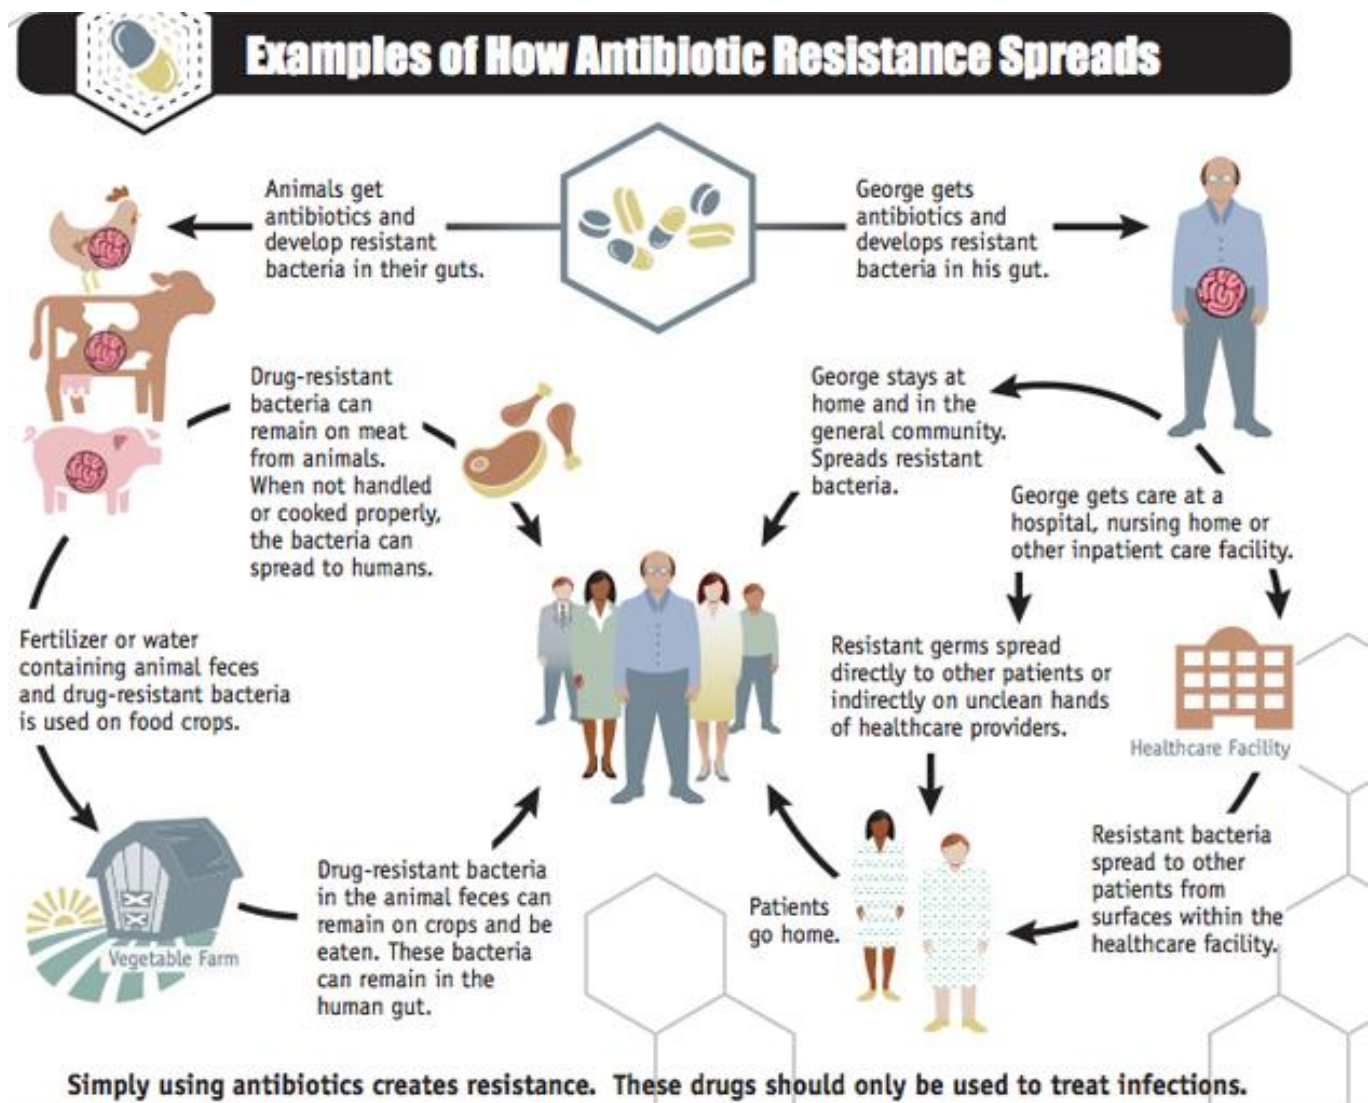 Examples of How Antibiotic Resistance Spreads
Animals get
antibiotics and
develop resistant
bacteria in their guts.
George gets
antibiotics and
develops resistant
bacteria in his gut.
Drug-resistant
bacteria can
remain on meat
from animals.
When not handled
or cooked properly,
the bacteria can
spread to humans.
George stays at
home and in the
general community.
Spreads resistant
bacteria.
George gets care at a
hospital, nursing home or
other inpatient care facility.
Fertilizer or water
containing animal feces
and drug-resistant bacteria
is used on food crops.
Resistant germs spread
directly to other patients or
indirectly on unclean hands
of healthcare providers.
Healthcare Facility
Vegetable Farm
Drug-resistant bacteria
in the animal feces can
remain on crops and be
eaten. These bacteria
can remain in the
human gut.
Patients
go home.
Resistant bacteria
spread to other
patients from
surfaces within the
healthcare facility.
Simply using antibiotics creates resistance. These drugs should only be used to treat infections.